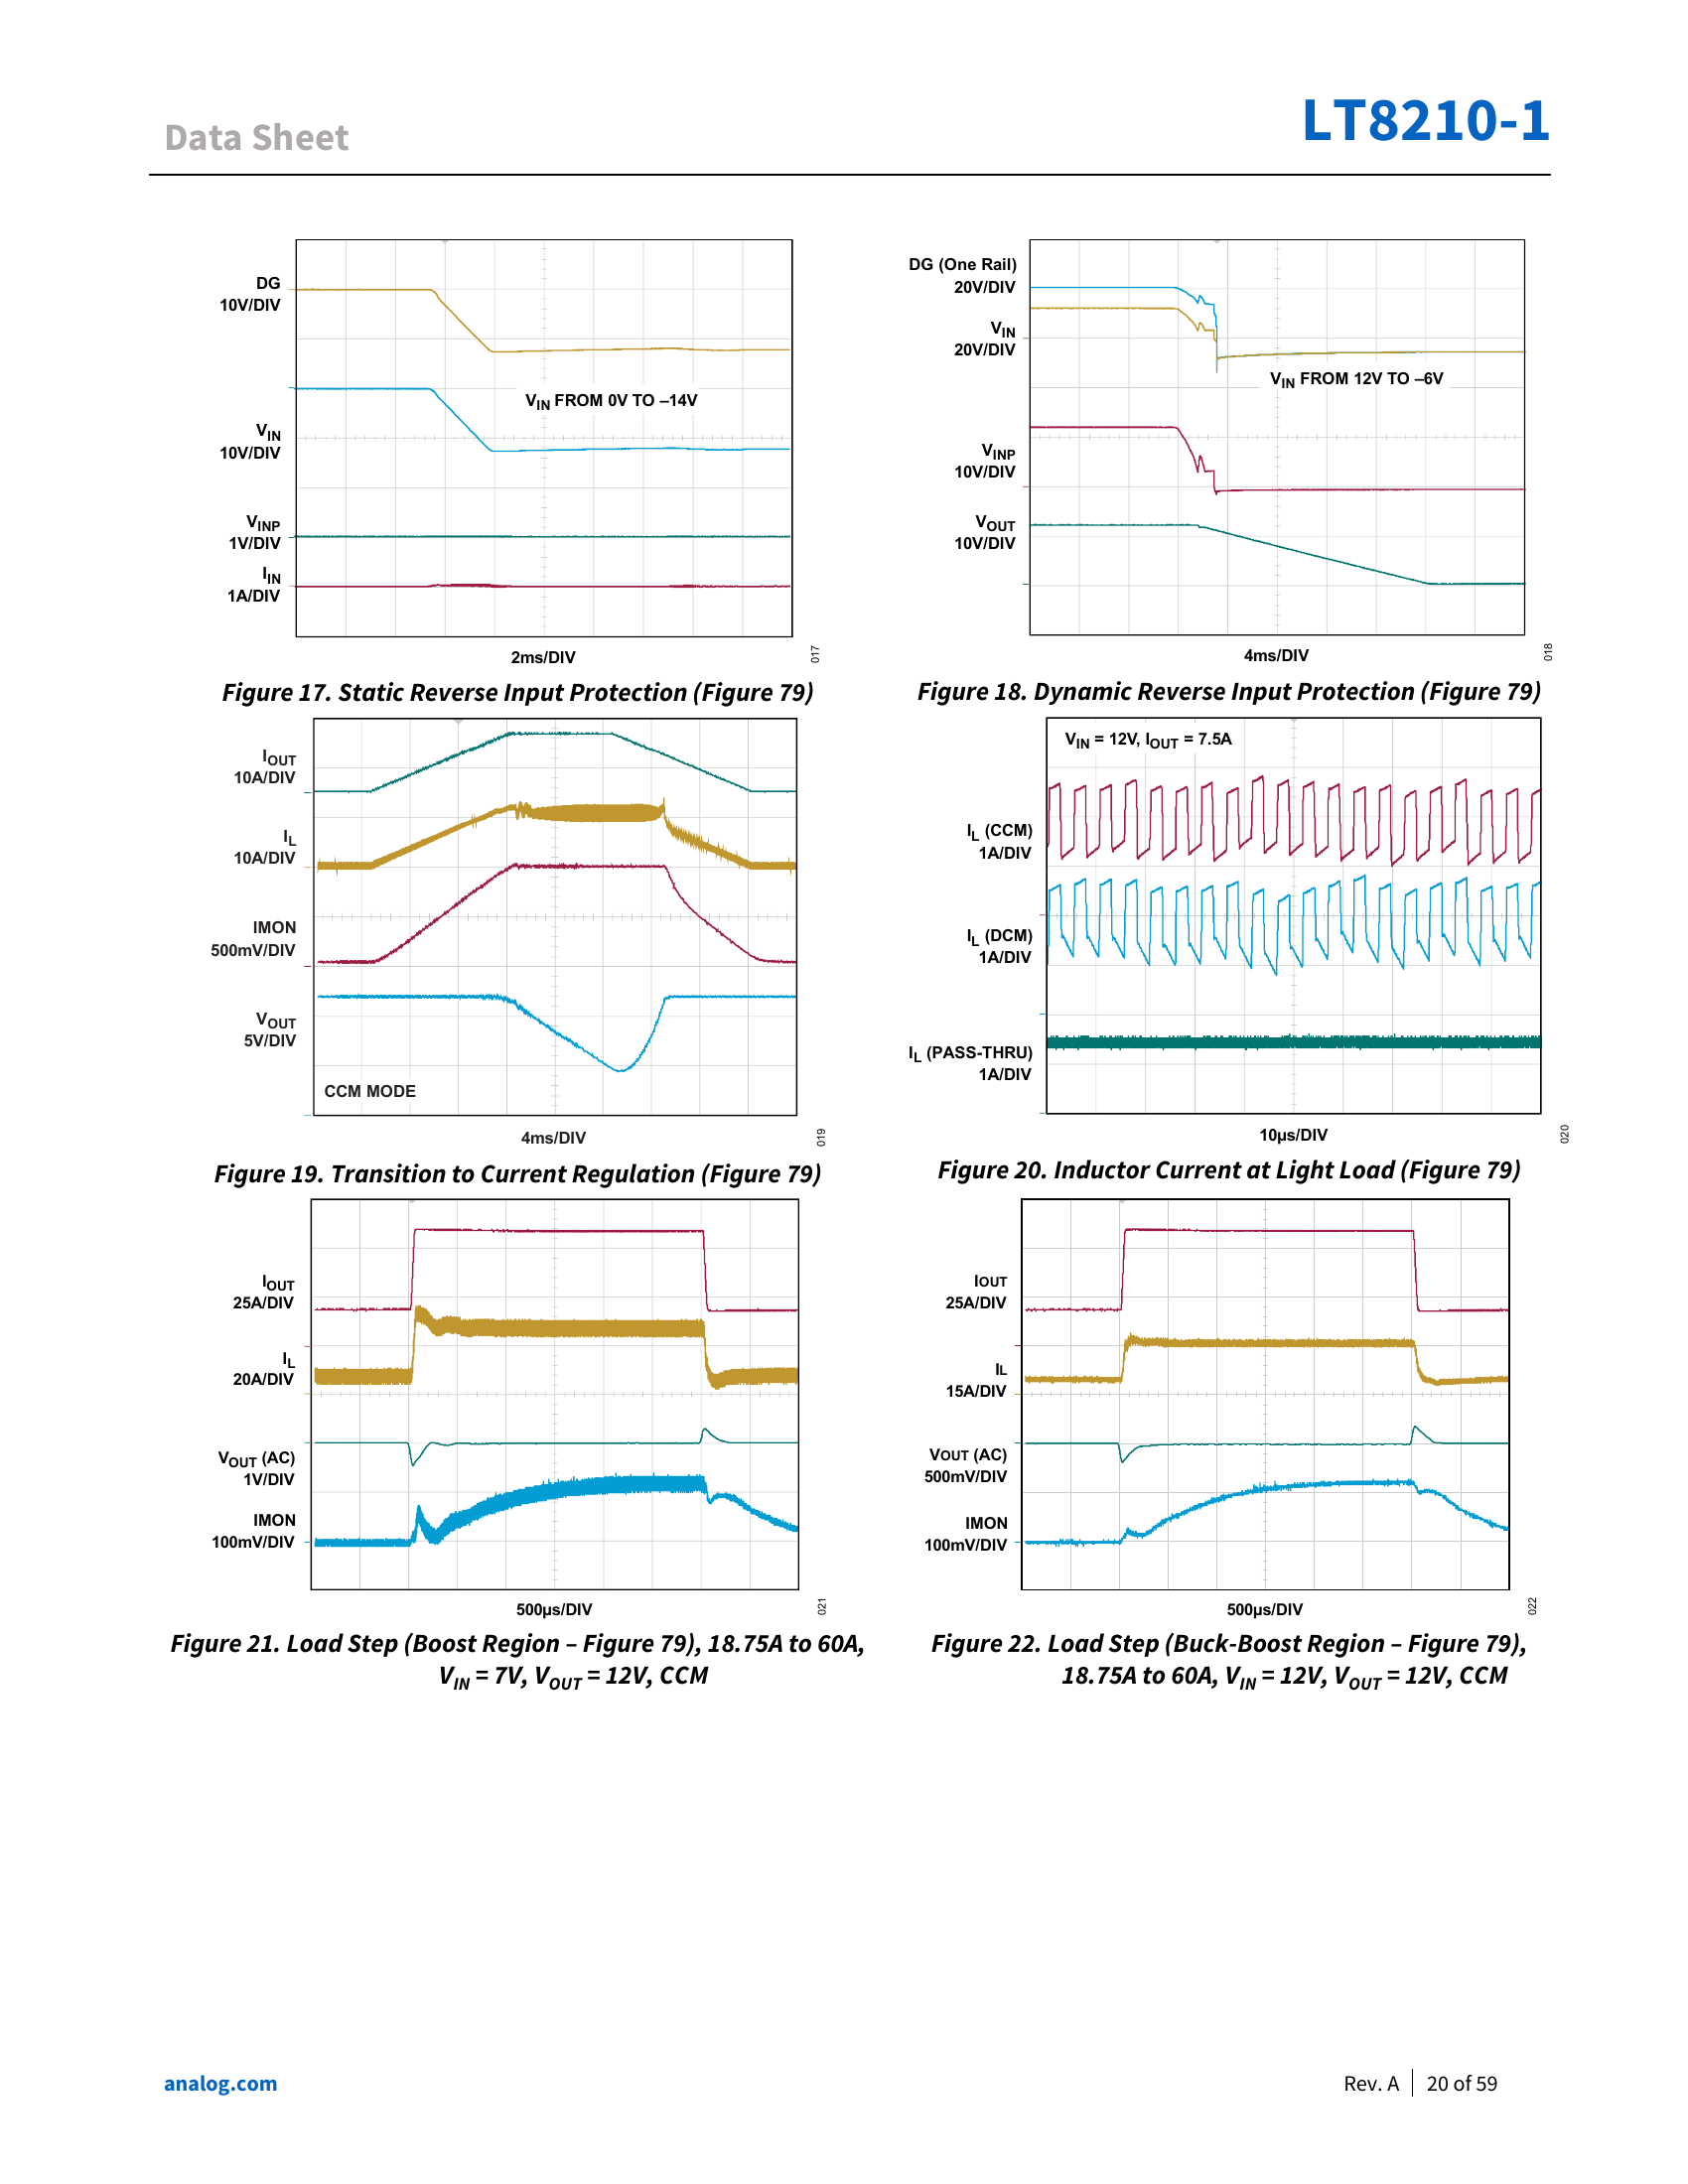 Data Sheet
LT8210-1
DG
10V/DIV
VIN
10V/DIV
VIN FROM 0V TO –14V
VINP
1V/DIV
IIN
1A/DIV
2ms/DIV
017
Figure 17. Static Reverse Input Protection (Figure 79)
DG (One Rail)
20V/DIV
VIN
20V/DIV
VIN FROM 12V TO –6V
VINP
10V/DIV
VOUT
10V/DIV
4ms/DIV
018
Figure 18. Dynamic Reverse Input Protection (Figure 79)
IOUT
10A/DIV
IL
10A/DIV
IMON
500mV/DIV
VOUT
5V/DIV
CCM MODE
4ms/DIV
019
Figure 19. Transition to Current Regulation (Figure 79)
VIN = 12V, IOUT = 7.5A
IL (CCM)
1A/DIV
IL (DCM)
1A/DIV
IL (PASS-THRU)
1A/DIV
10µs/DIV
020
Figure 20. Inductor Current at Light Load (Figure 79)
IOUT
25A/DIV
IL
20A/DIV
VOUT (AC)
1V/DIV
IMON
100mV/DIV
500µs/DIV
021
Figure 21. Load Step (Boost Region – Figure 79), 18.75A to 60A,
VIN = 7V, VOUT = 12V, CCM
IOUT
25A/DIV
IL
15A/DIV
VOUT (AC)
500mV/DIV
IMON
100mV/DIV
500µs/DIV
022
Figure 22. Load Step (Buck-Boost Region – Figure 79),
18.75A to 60A, VIN = 12V, VOUT = 12V, CCM
analog.com
Rev. A | 20 of 59